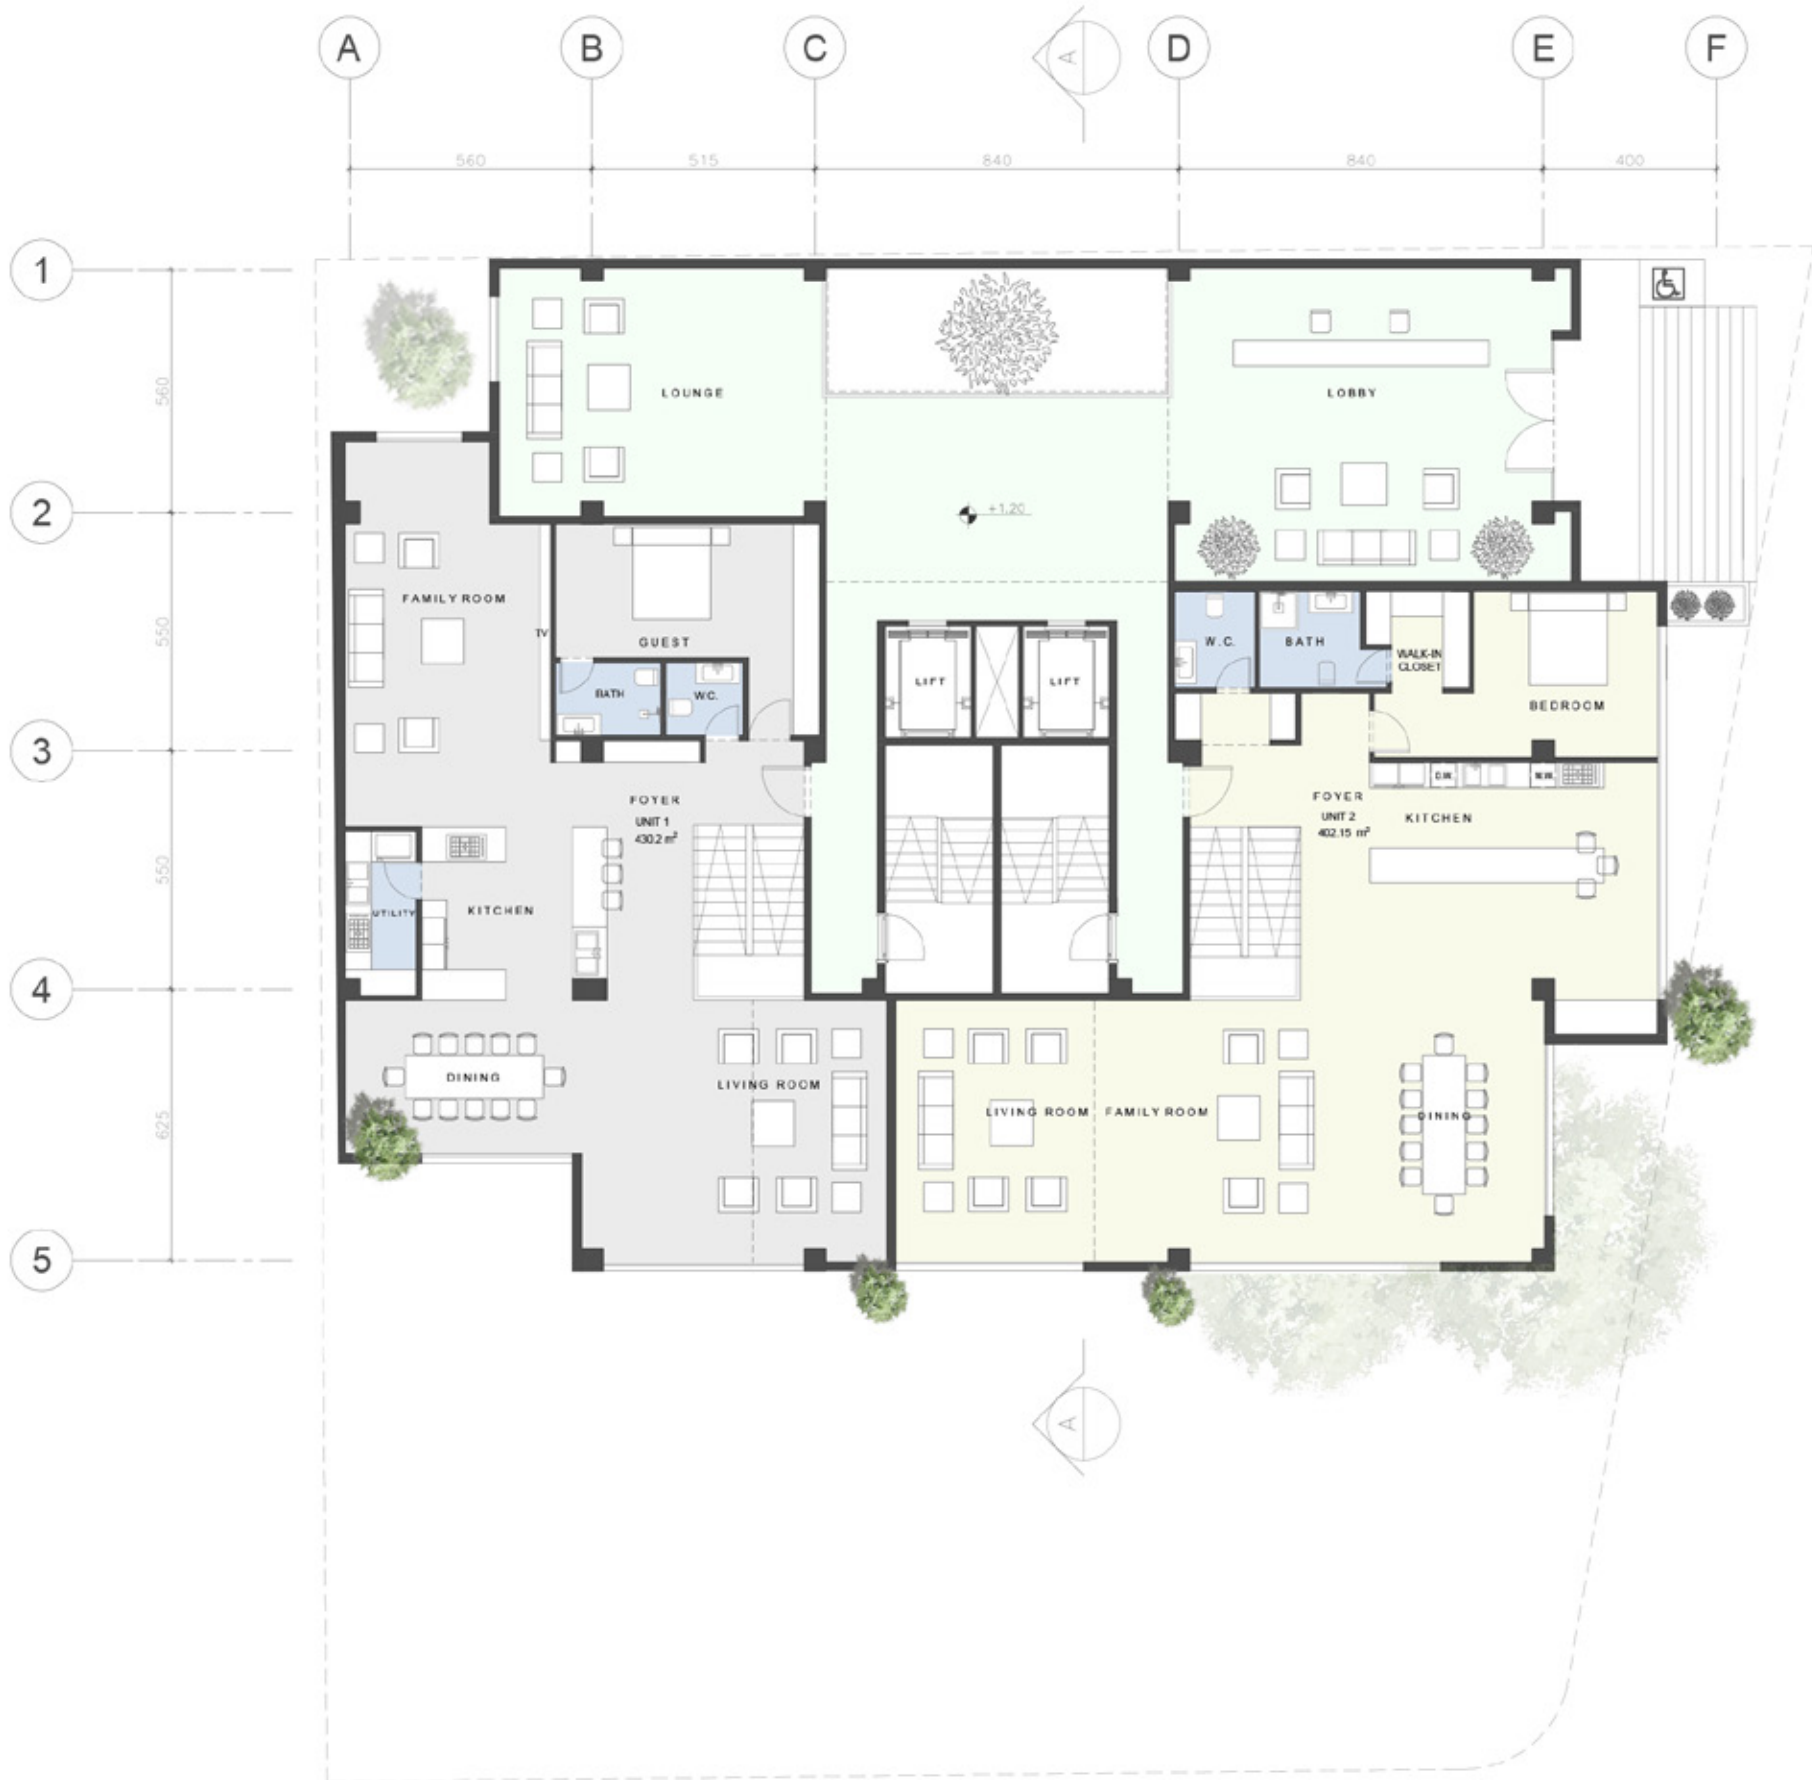 A B C A D E F
560 515 840 840 400
1
560
LOUNGE
LOBBY
2
+1.20
550
FAMILY ROOM
TV
GUEST
BATH
W.C.
LIFT
LIFT
W.C.
BATH
WALK-IN
CLOSET
BEDROOM
3
FOYER
UNIT 1
430.2 m²
FOYER
UNIT 2
402.15 m²
D.W.
M.W.
KITCHEN
550
UTILITY
KITCHEN
4
DINING
LIVING ROOM
LIVING ROOM
FAMILY ROOM
DINING
625
5
A